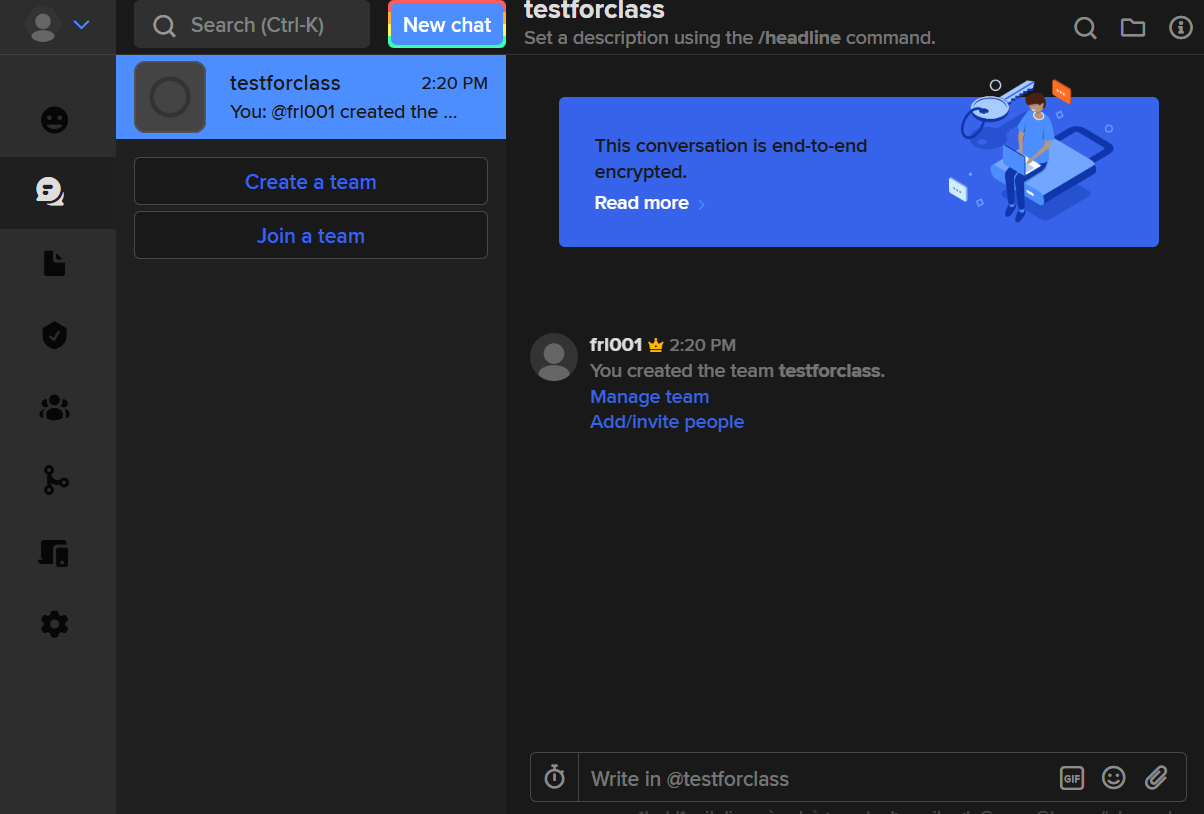 Search (Ctrl-K)
New chat
testforclass
2:20 PM
You: @frl001 created the ...
Create a team
Join a team
testforclass
Set a description using the /headline command.
This conversation is end-to-end
encrypted.
Read more
frl001 2:20 PM
You created the team testforclass.
Manage team
Add/invite people
Write in @testforclass
GIF